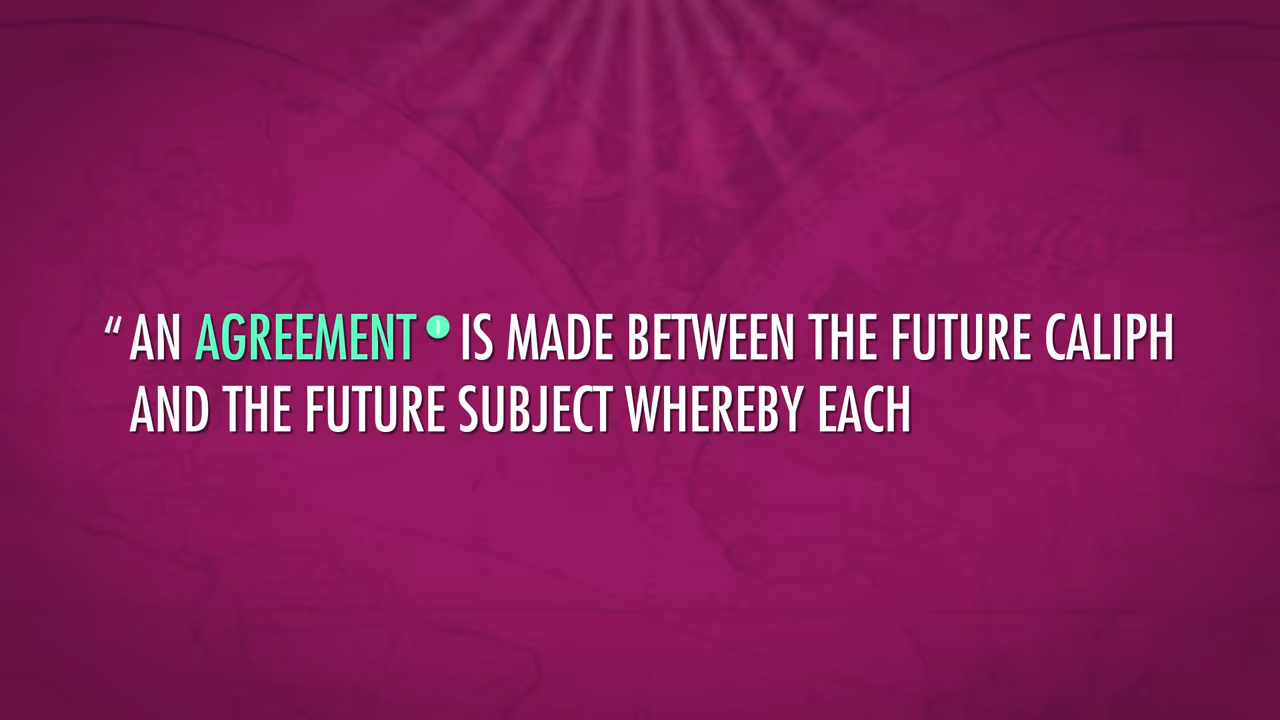 “ AN AGREEMENT IS MADE BETWEEN THE FUTURE CALIPH
AND THE FUTURE SUBJECT WHEREBY EACH